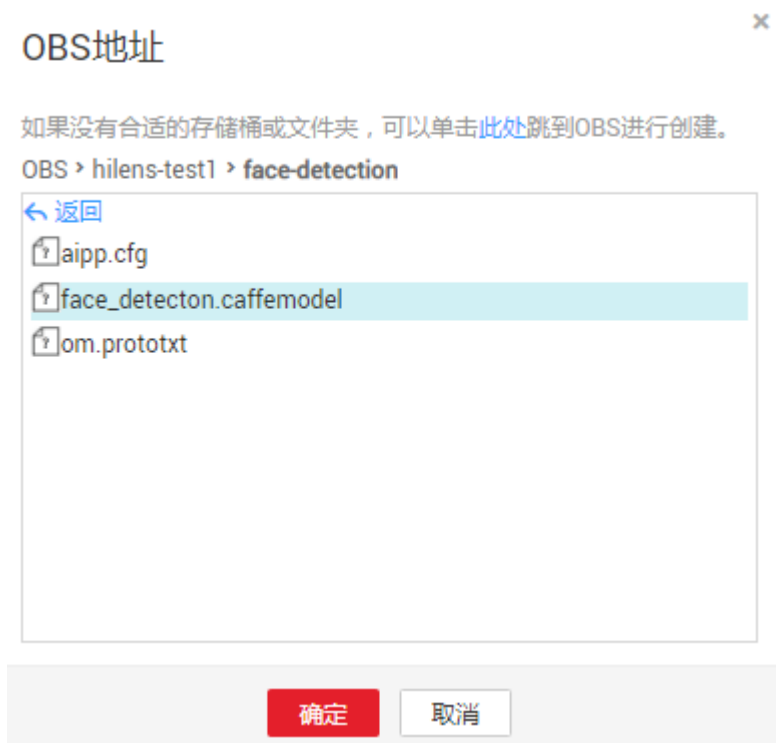 OBS地址
如果没有合适的存储桶或文件夹，可以单击此处跳到OBS进行创建。
OBS > hilens-test1 > face-detection
返回
aipp.cfg
face_detecton.caffemodel
om.prototxt
确定 取消